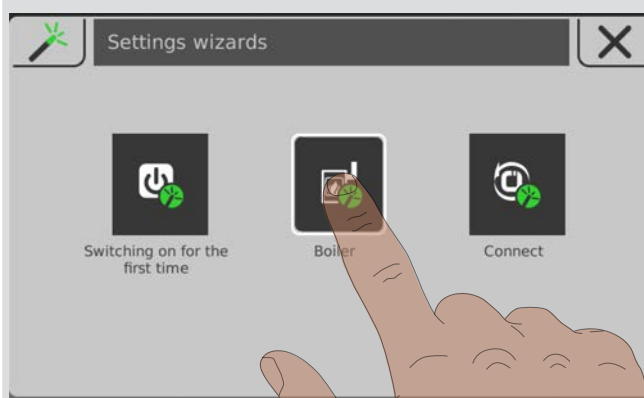 Settings wizards
Switching on for the
first time
Boiler
Connect